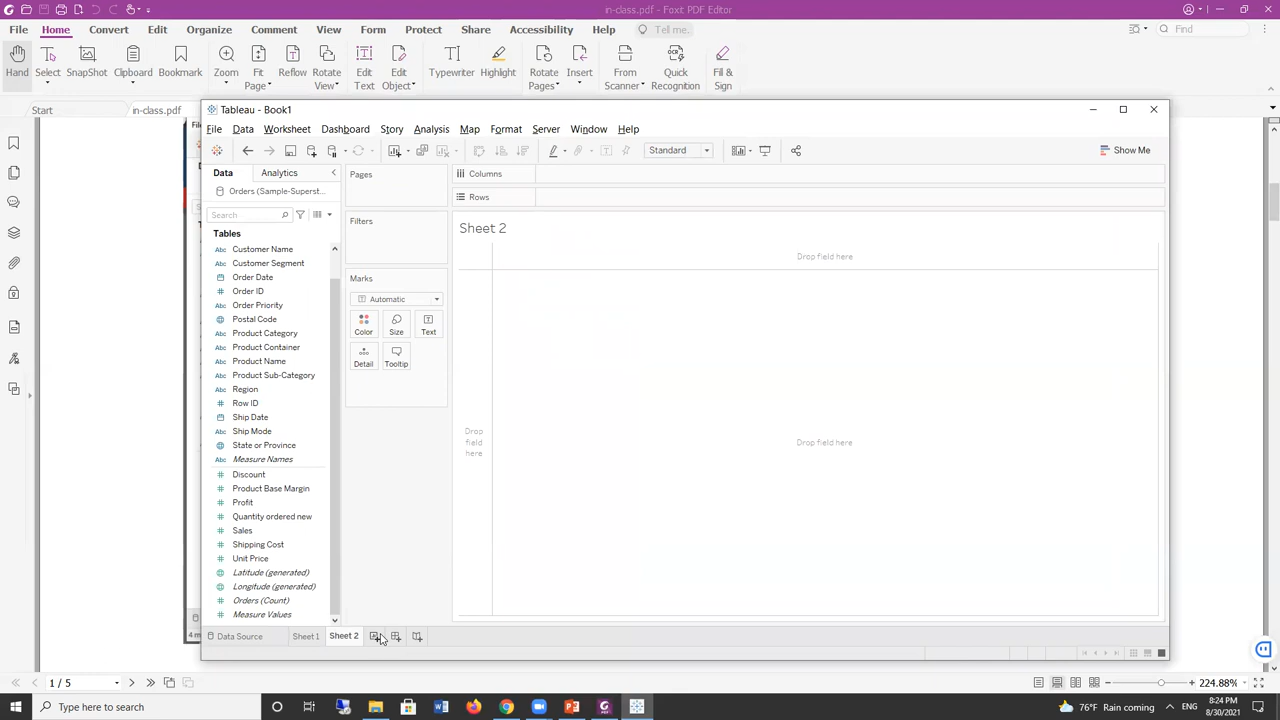 in-class.pdf - Foxt PDF Editor
File Home Convert Edit Organize Comment View Form Protect Share Accessibility Help Tell me. Find
Hand Select SnapShot Clipboard Bookmark Zoom Fit Page Reflow Rotate View Edit Text Edit Object Typewriter Highlight Rotate Pages Insert From Scanner Quick Recognition Fill & Sign
Start in-class.pdf
Tableau - Book1
File Data Worksheet Dashboard Story Analysis Map Format Server Window Help
Standard Show Me
Data Analytics Pages Columns
Orders (Sample-Superst...
Rows
Search
Filters
Tables
Sheet 2
Customer Name
Customer Segment
Order Date
Order ID
Order Priority
Postal Code
Product Category
Product Container
Product Name
Product Sub-Category
Region
Row ID
Ship Date
Ship Mode
State or Province
Measure Names
Discount
Product Base Margin
Profit
Quantity ordered new
Sales
Shipping Cost
Unit Price
Latitude (generated)
Longitude (generated)
Orders (Count)
Measure Values
Marks
Automatic
Color Size Text
Detail Tooltip
Drop field here
Drop
field
here
Drop field here
Data Source Sheet 1 Sheet 2
1 / 5 224.88%
Type here to search
76°F Rain coming ENG
8:24 PM
8/30/2021